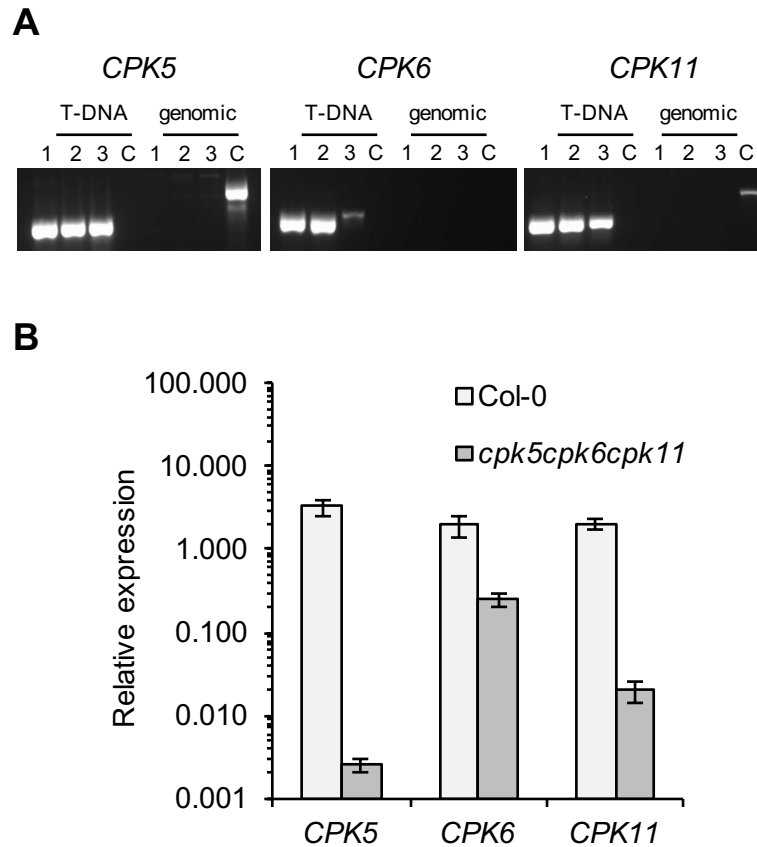 A
CPK5 CPK6 CPK11
T-DNA genomic T-DNA genomic T-DNA genomic
1 2 3 C 1 2 3 C 1 2 3 C 1 2 3 C 1 2 3 C 1 2 3 C
B
Relative expression
100.000
10.000
1.000
0.100
0.010
0.001
Col-0
cpk5cpk6cpk11
CPK5 CPK6 CPK11